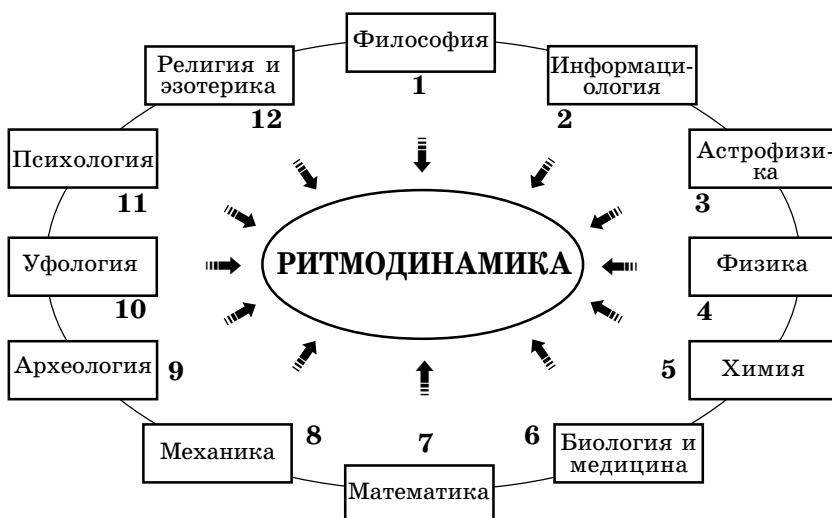 Философия
1
Информаци-
ология
2
Астрофизи-
ка
3
Физика
4
Химия
5
Биология и
медицина
6
Математика
7
Механика
8
Археология
9
Уфология
10
Психология
11
Религия и
эзотерика
12
РИТМОДИНАМИКА